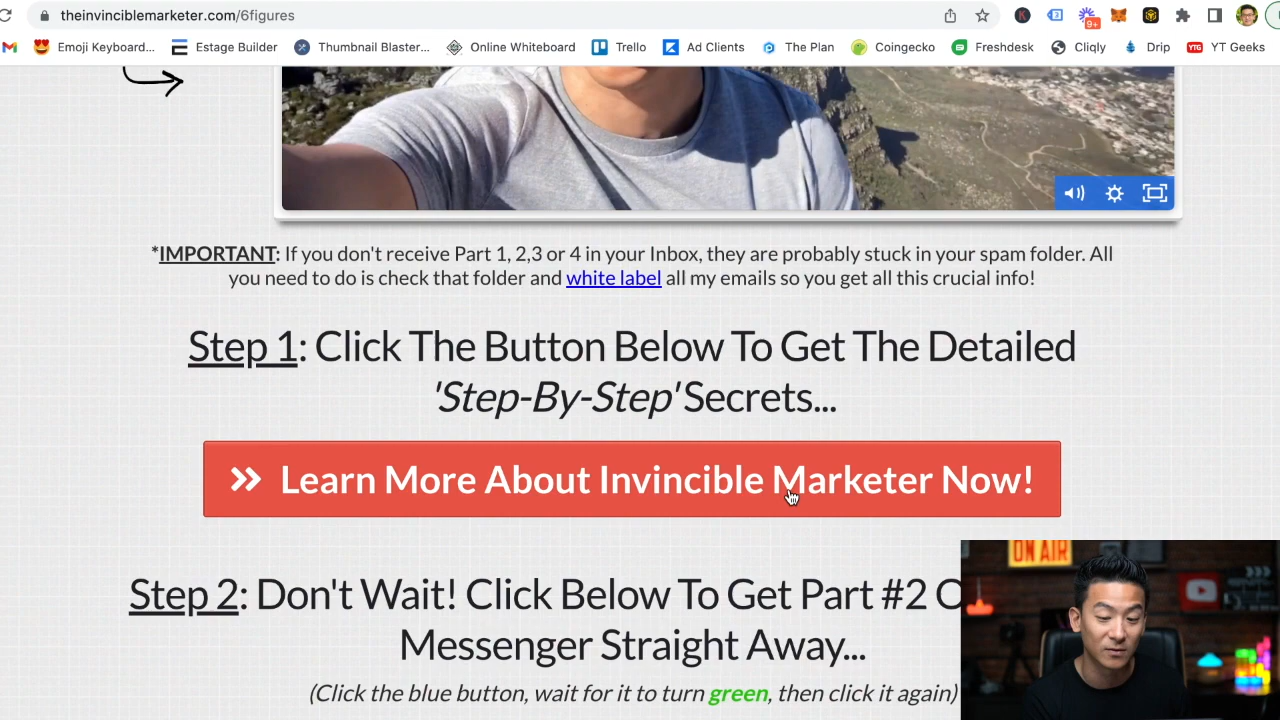 theinvinciblemarketer.com/6figures
9+
Emoji Keyboard... Estage Builder Thumbnail Blaster... Online Whiteboard Trello Ad Clients The Plan Coingecko Freshdesk Cliqly Drip YTG YT Geeks
*IMPORTANT: If you don't receive Part 1, 2,3 or 4 in your Inbox, they are probably stuck in your spam folder. All
you need to do is check that folder and white label all my emails so you get all this crucial info!
Step 1: Click The Button Below To Get The Detailed
'Step-By-Step' Secrets...
Learn More About Invincible Marketer Now!
ON AIR
Step 2: Don't Wait! Click Below To Get Part #2 O
Messenger Straight Away...
(Click the blue button, wait for it to turn green, then click it again)